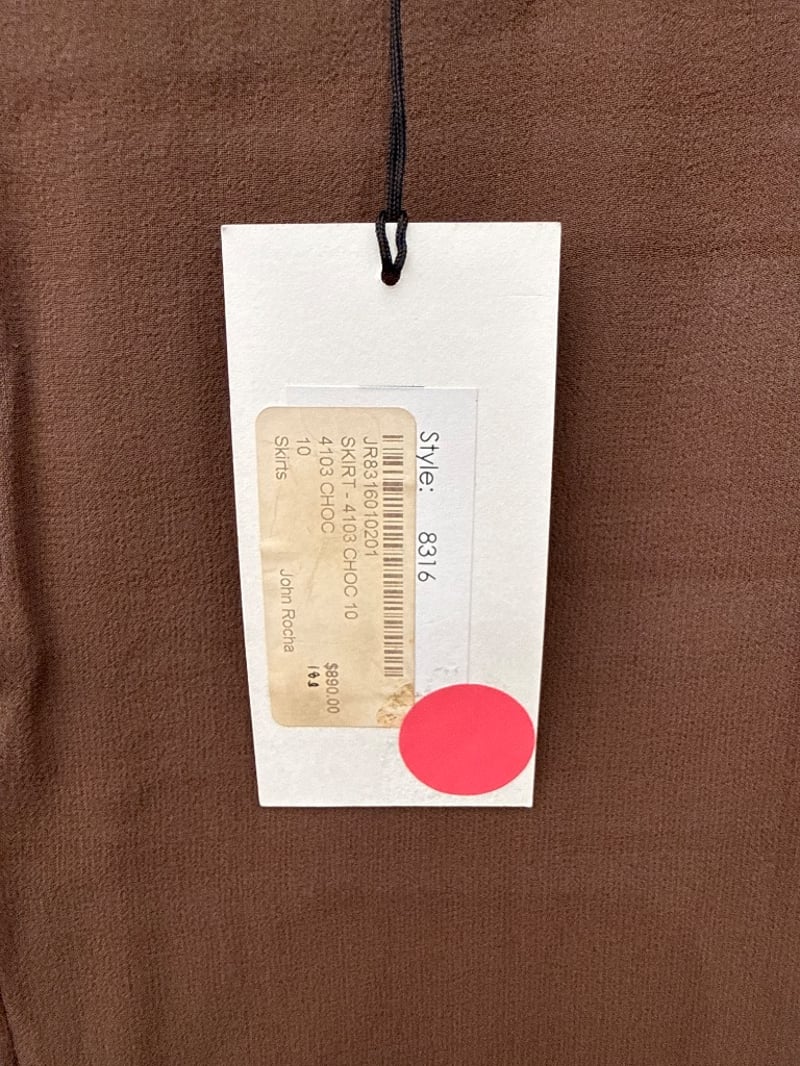 Style: 8316
JR8316010201
SKIRT - 4103 CHOC 10
4103 CHOC
$890.00
10
Skirts John Rocha